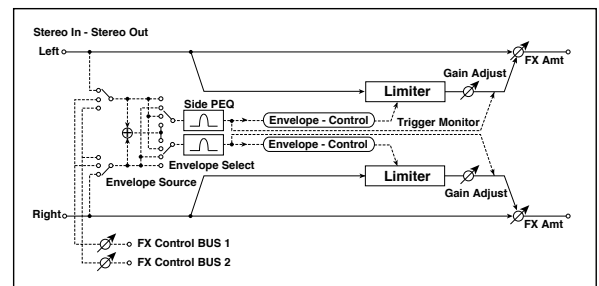 Stereo In - Stereo Out
Left
FX Amt
Gain Adjust
Limiter
Side PEQ
Envelope - Control
Trigger Monitor
Envelope - Control
Envelope Select
Envelope Source
Limiter
Gain Adjust
Right
FX Amt
FX Control BUS 1
FX Control BUS 2